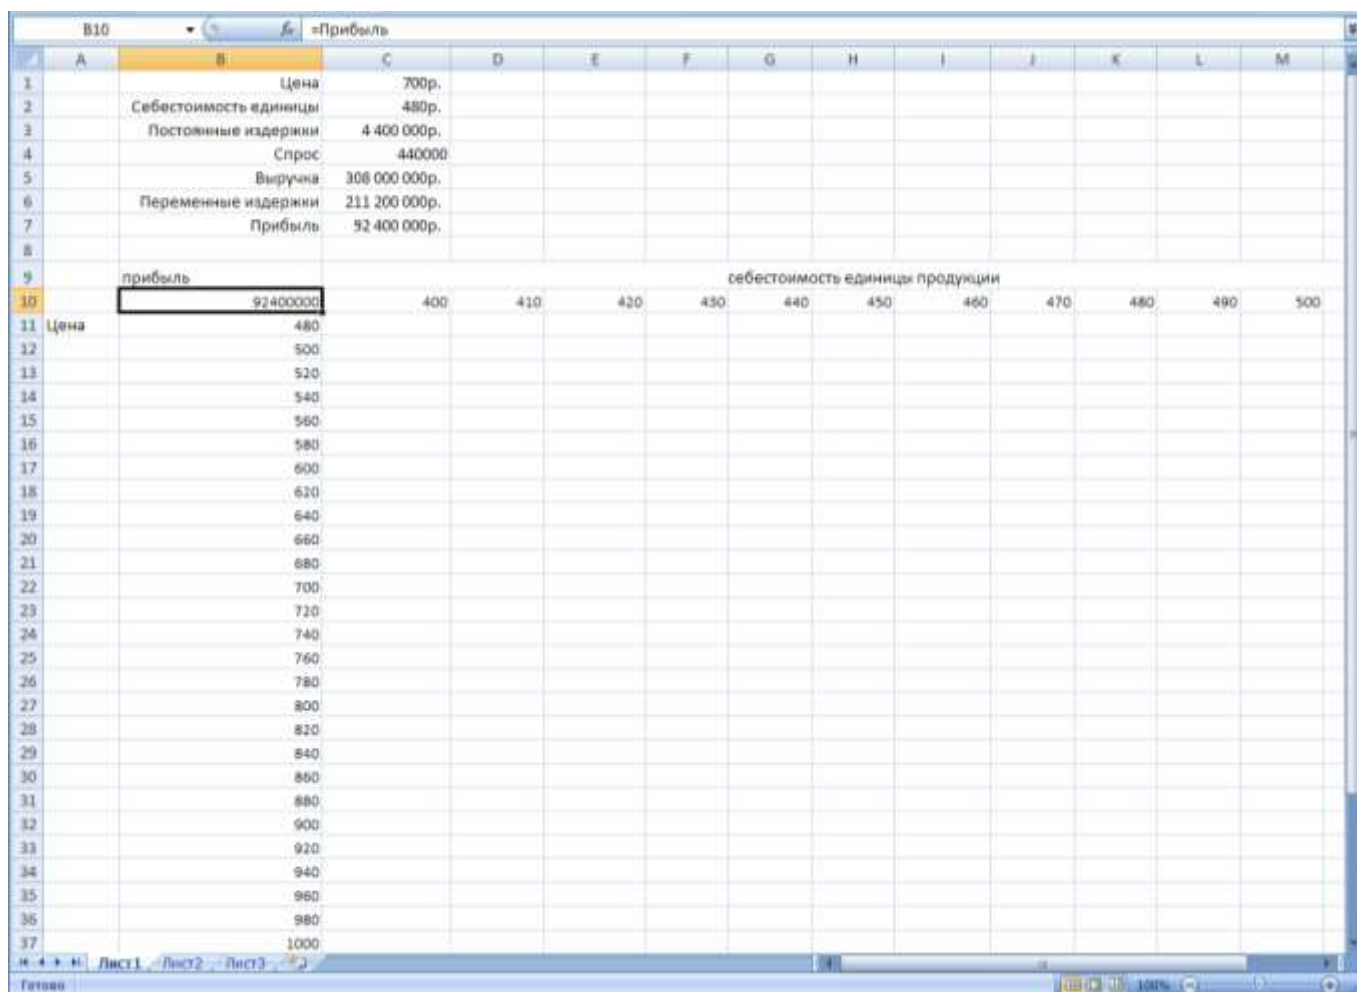 B10 fx =Прибыль
A B C D E F G H I J K L M
1 Цена 700р.
2 Себестоимость единицы 480р.
3 Постоянные издержки 4 400 000р.
4 Спрос 440000
5 Выручка 308 000 000р.
6 Переменные издержки 211 200 000р.
7 Прибыль 92 400 000р.
8
9 прибыль себестоимость единицы продукции
10 92400000 400 410 420 430 440 450 460 470 480 490 500
11 Цена 480
12 500
13 520
14 540
15 560
16 580
17 600
18 620
19 640
20 660
21 680
22 700
23 720
24 740
25 760
26 780
27 800
28 820
29 840
30 860
31 880
32 900
33 920
34 940
35 960
36 980
37 1000
Лист1 Лист2 Лист3
Готово 100%